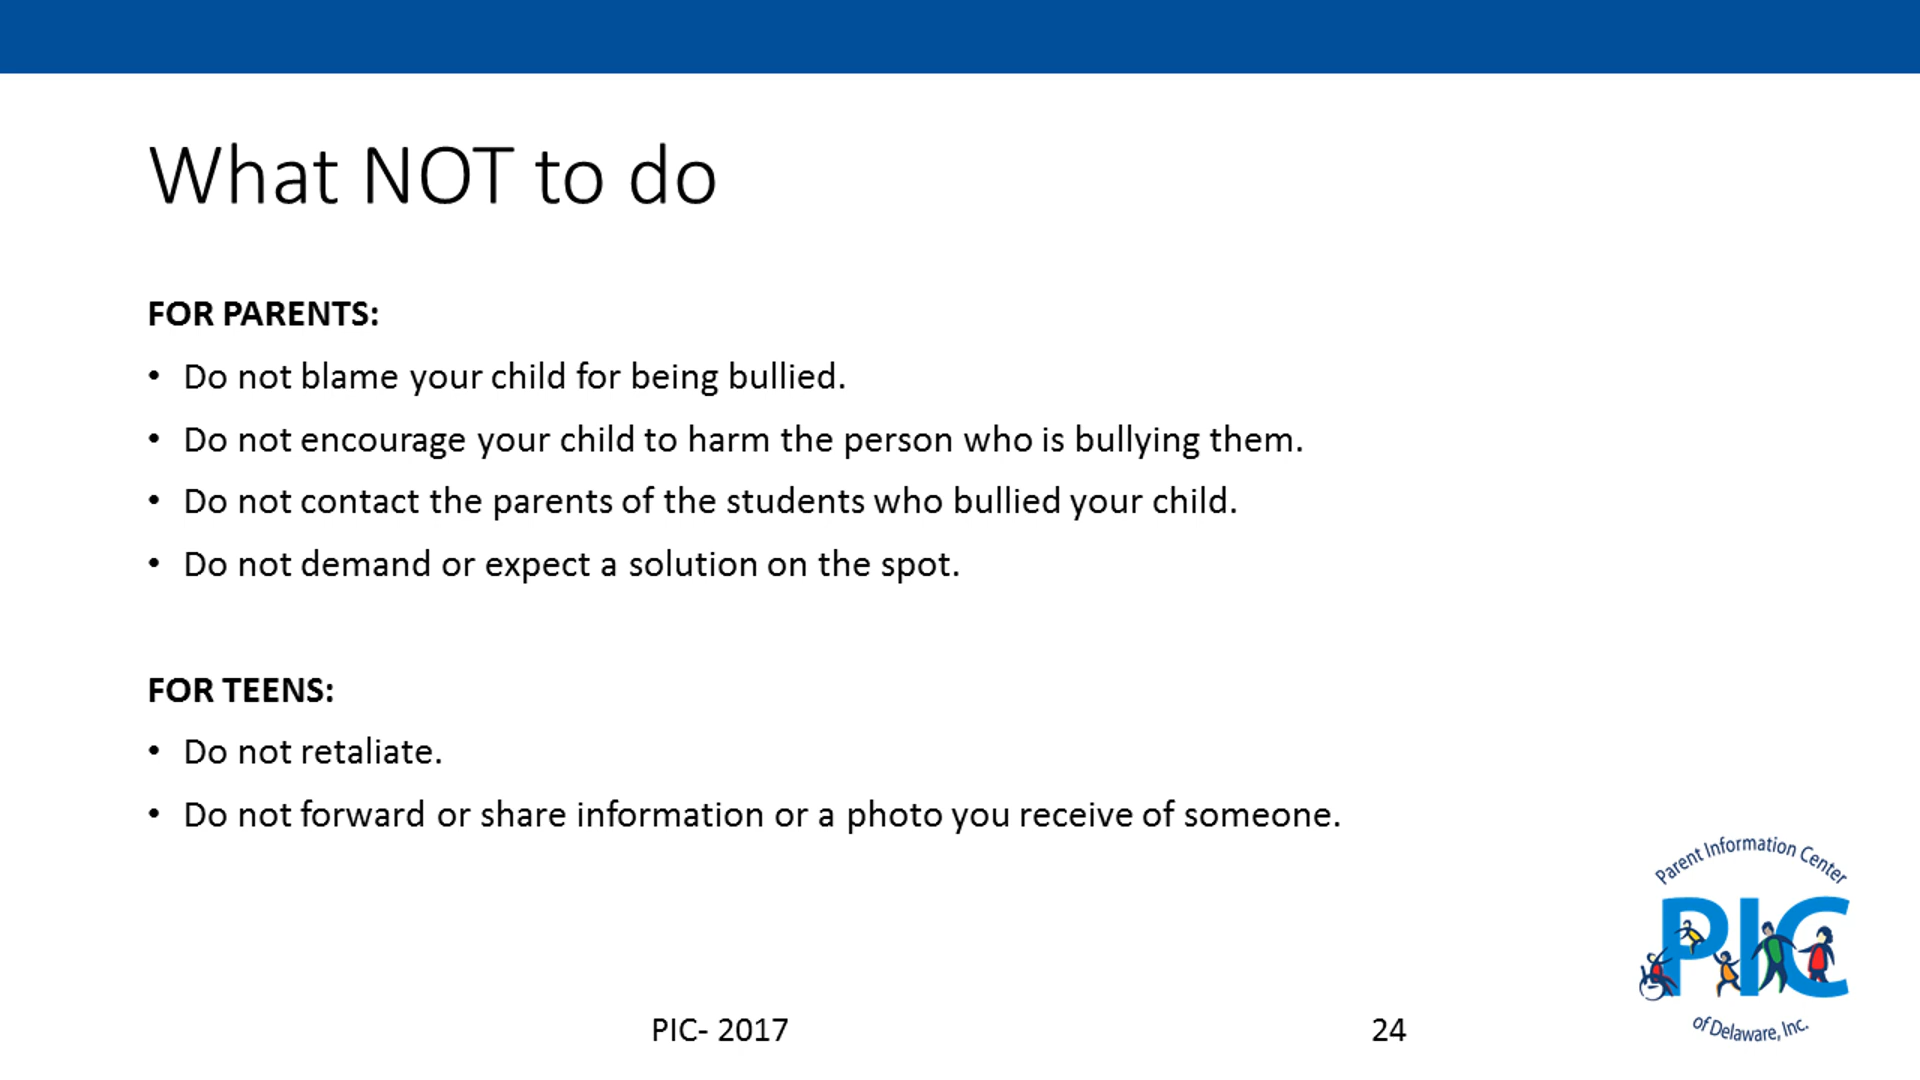 What NOT to do
FOR PARENTS:
• Do not blame your child for being bullied.
• Do not encourage your child to harm the person who is bullying them.
• Do not contact the parents of the students who bullied your child.
• Do not demand or expect a solution on the spot.
FOR TEENS:
• Do not retaliate.
• Do not forward or share information or a photo you receive of someone.
Parent Information Center
PIC
of Delaware, Inc.
PIC- 2017
24